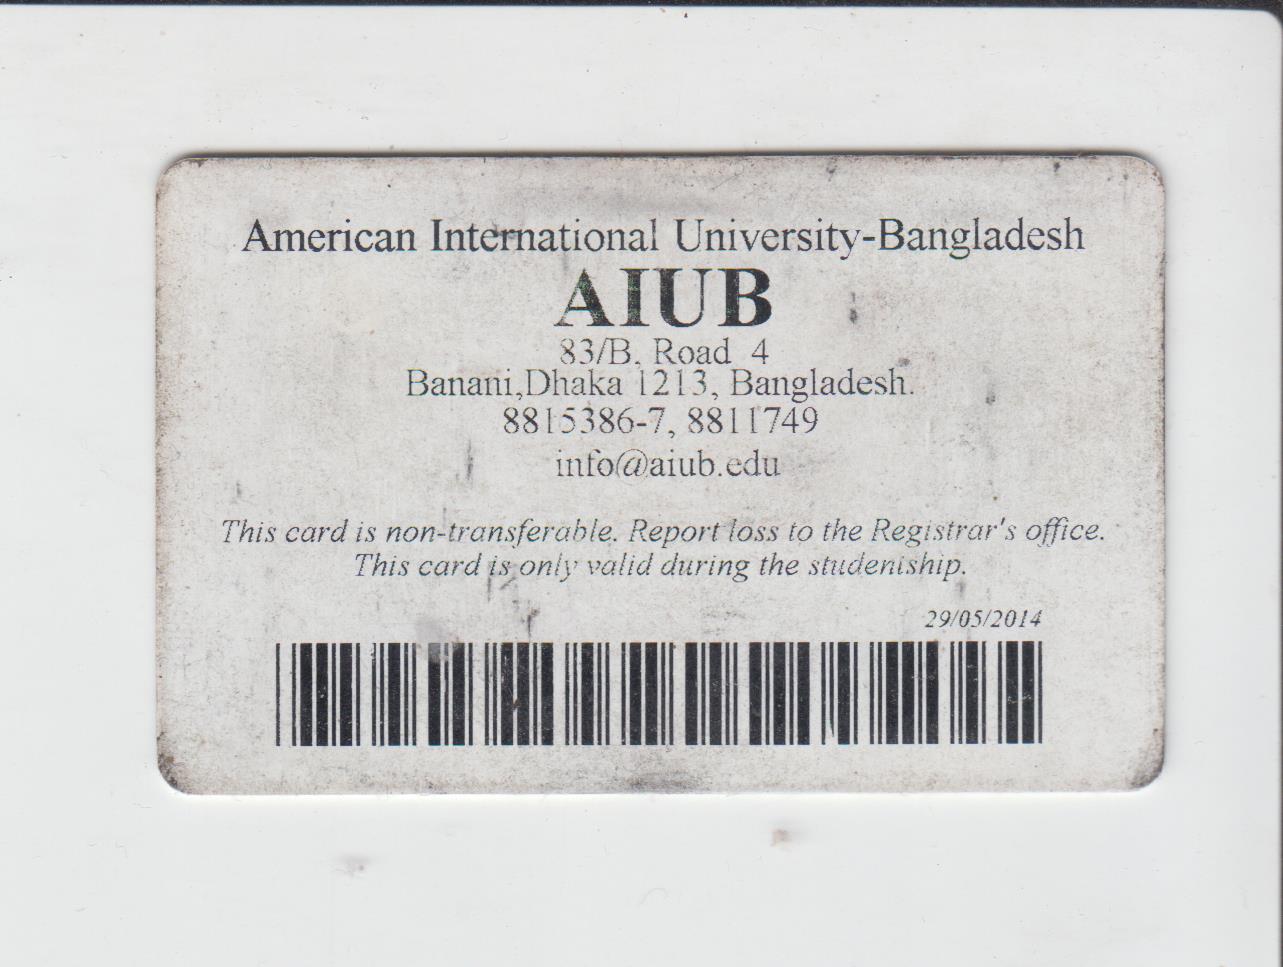 American International University-Bangladesh
AIUB
83/B, Road 4
Banani,Dhaka 1213, Bangladesh.
8815386-7, 8811749
info@aiub.edu
This card is non-transferable. Report loss to the Registrar's office.
This card is only valid during the studentship.
29/05/2014